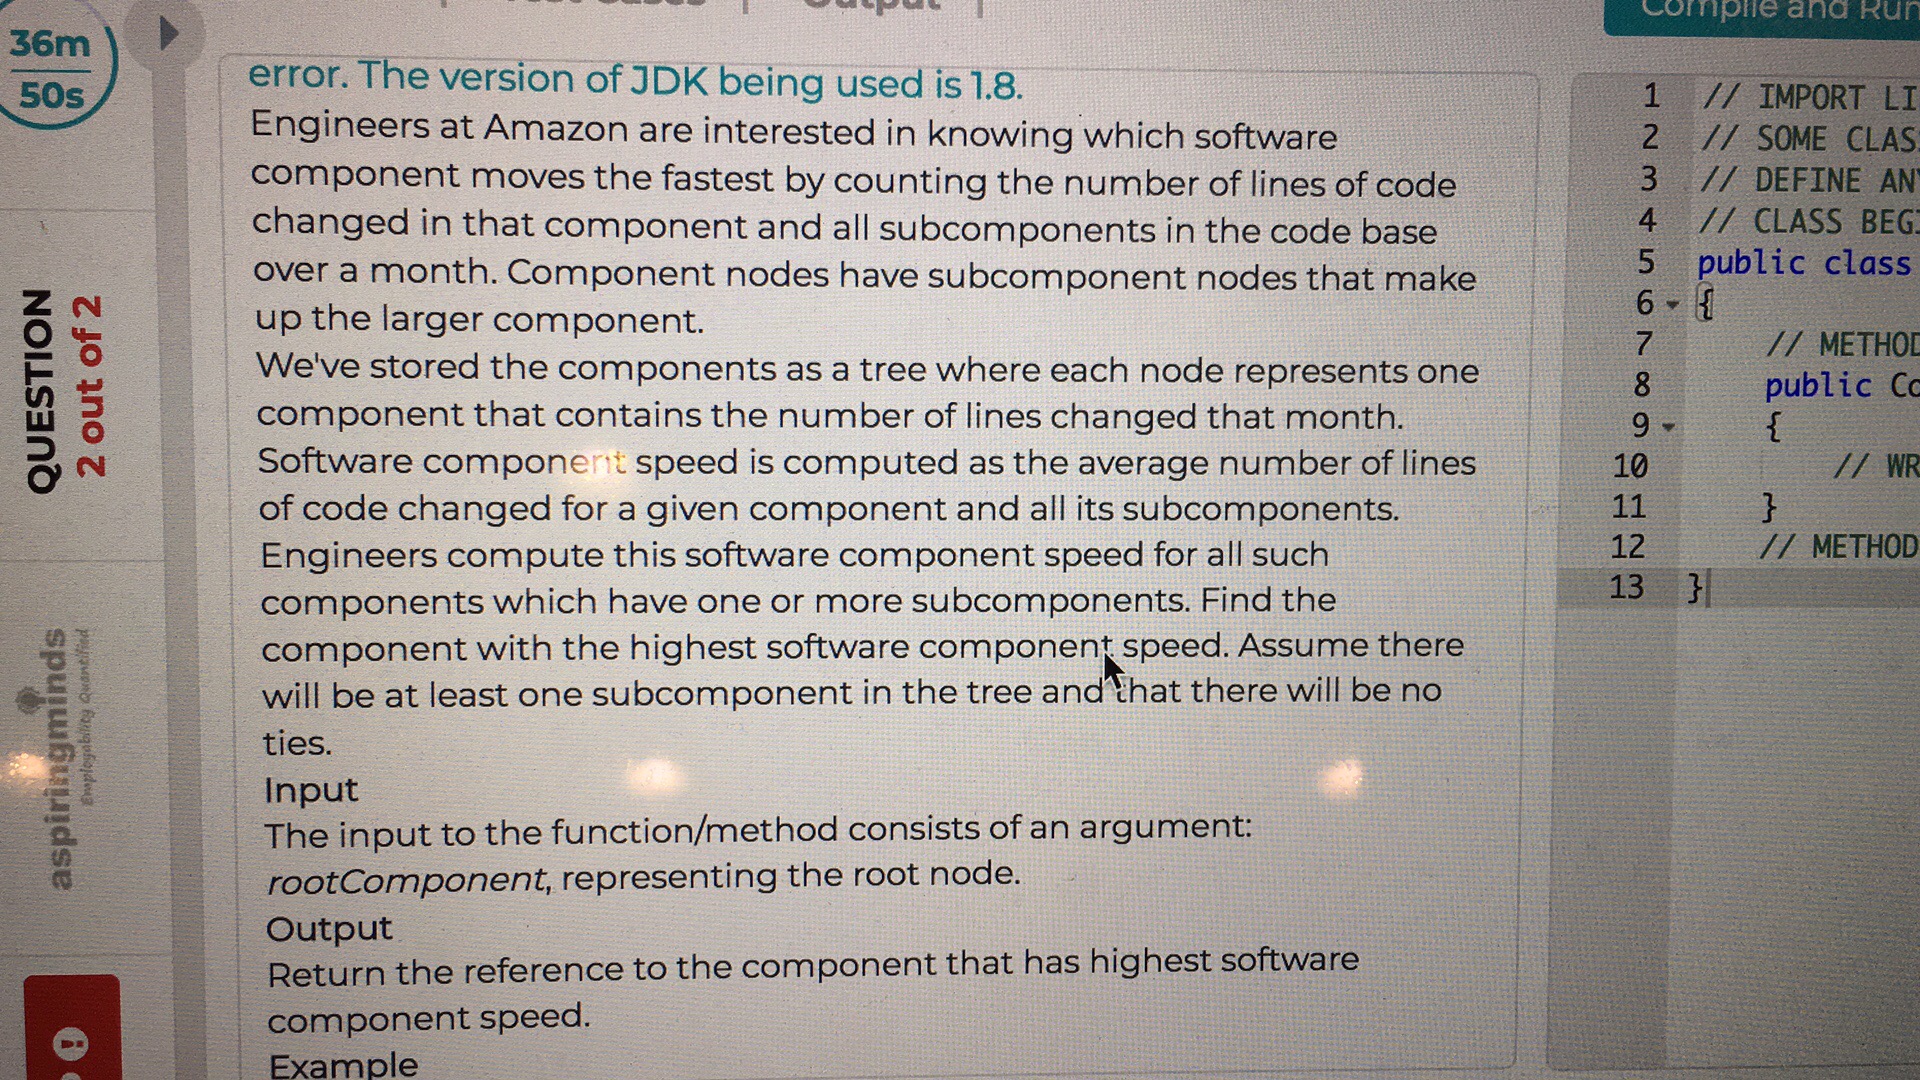 36m
50s
QUESTION
2 out of 2
aspiringminds
Employability Quantified
error. The version of JDK being used is 1.8.
Engineers at Amazon are interested in knowing which software
component moves the fastest by counting the number of lines of code
changed in that component and all subcomponents in the code base
over a month. Component nodes have subcomponent nodes that make
up the larger component.
We've stored the components as a tree where each node represents one
component that contains the number of lines changed that month.
Software component speed is computed as the average number of lines
of code changed for a given component and all its subcomponents.
Engineers compute this software component speed for all such
components which have one or more subcomponents. Find the
component with the highest software component speed. Assume there
will be at least one subcomponent in the tree and that there will be no
ties.
Input
The input to the function/method consists of an argument:
rootComponent, representing the root node.
Output
Return the reference to the component that has highest software
component speed.
Example
Compile and Run
1 // IMPORT LI
2 // SOME CLAS
3 // DEFINE AN
4 // CLASS BEG
5 public class
6 {
7 // METHOD
8 public Co
9 {
10 // WR
11 }
12 // METHOD
13 }